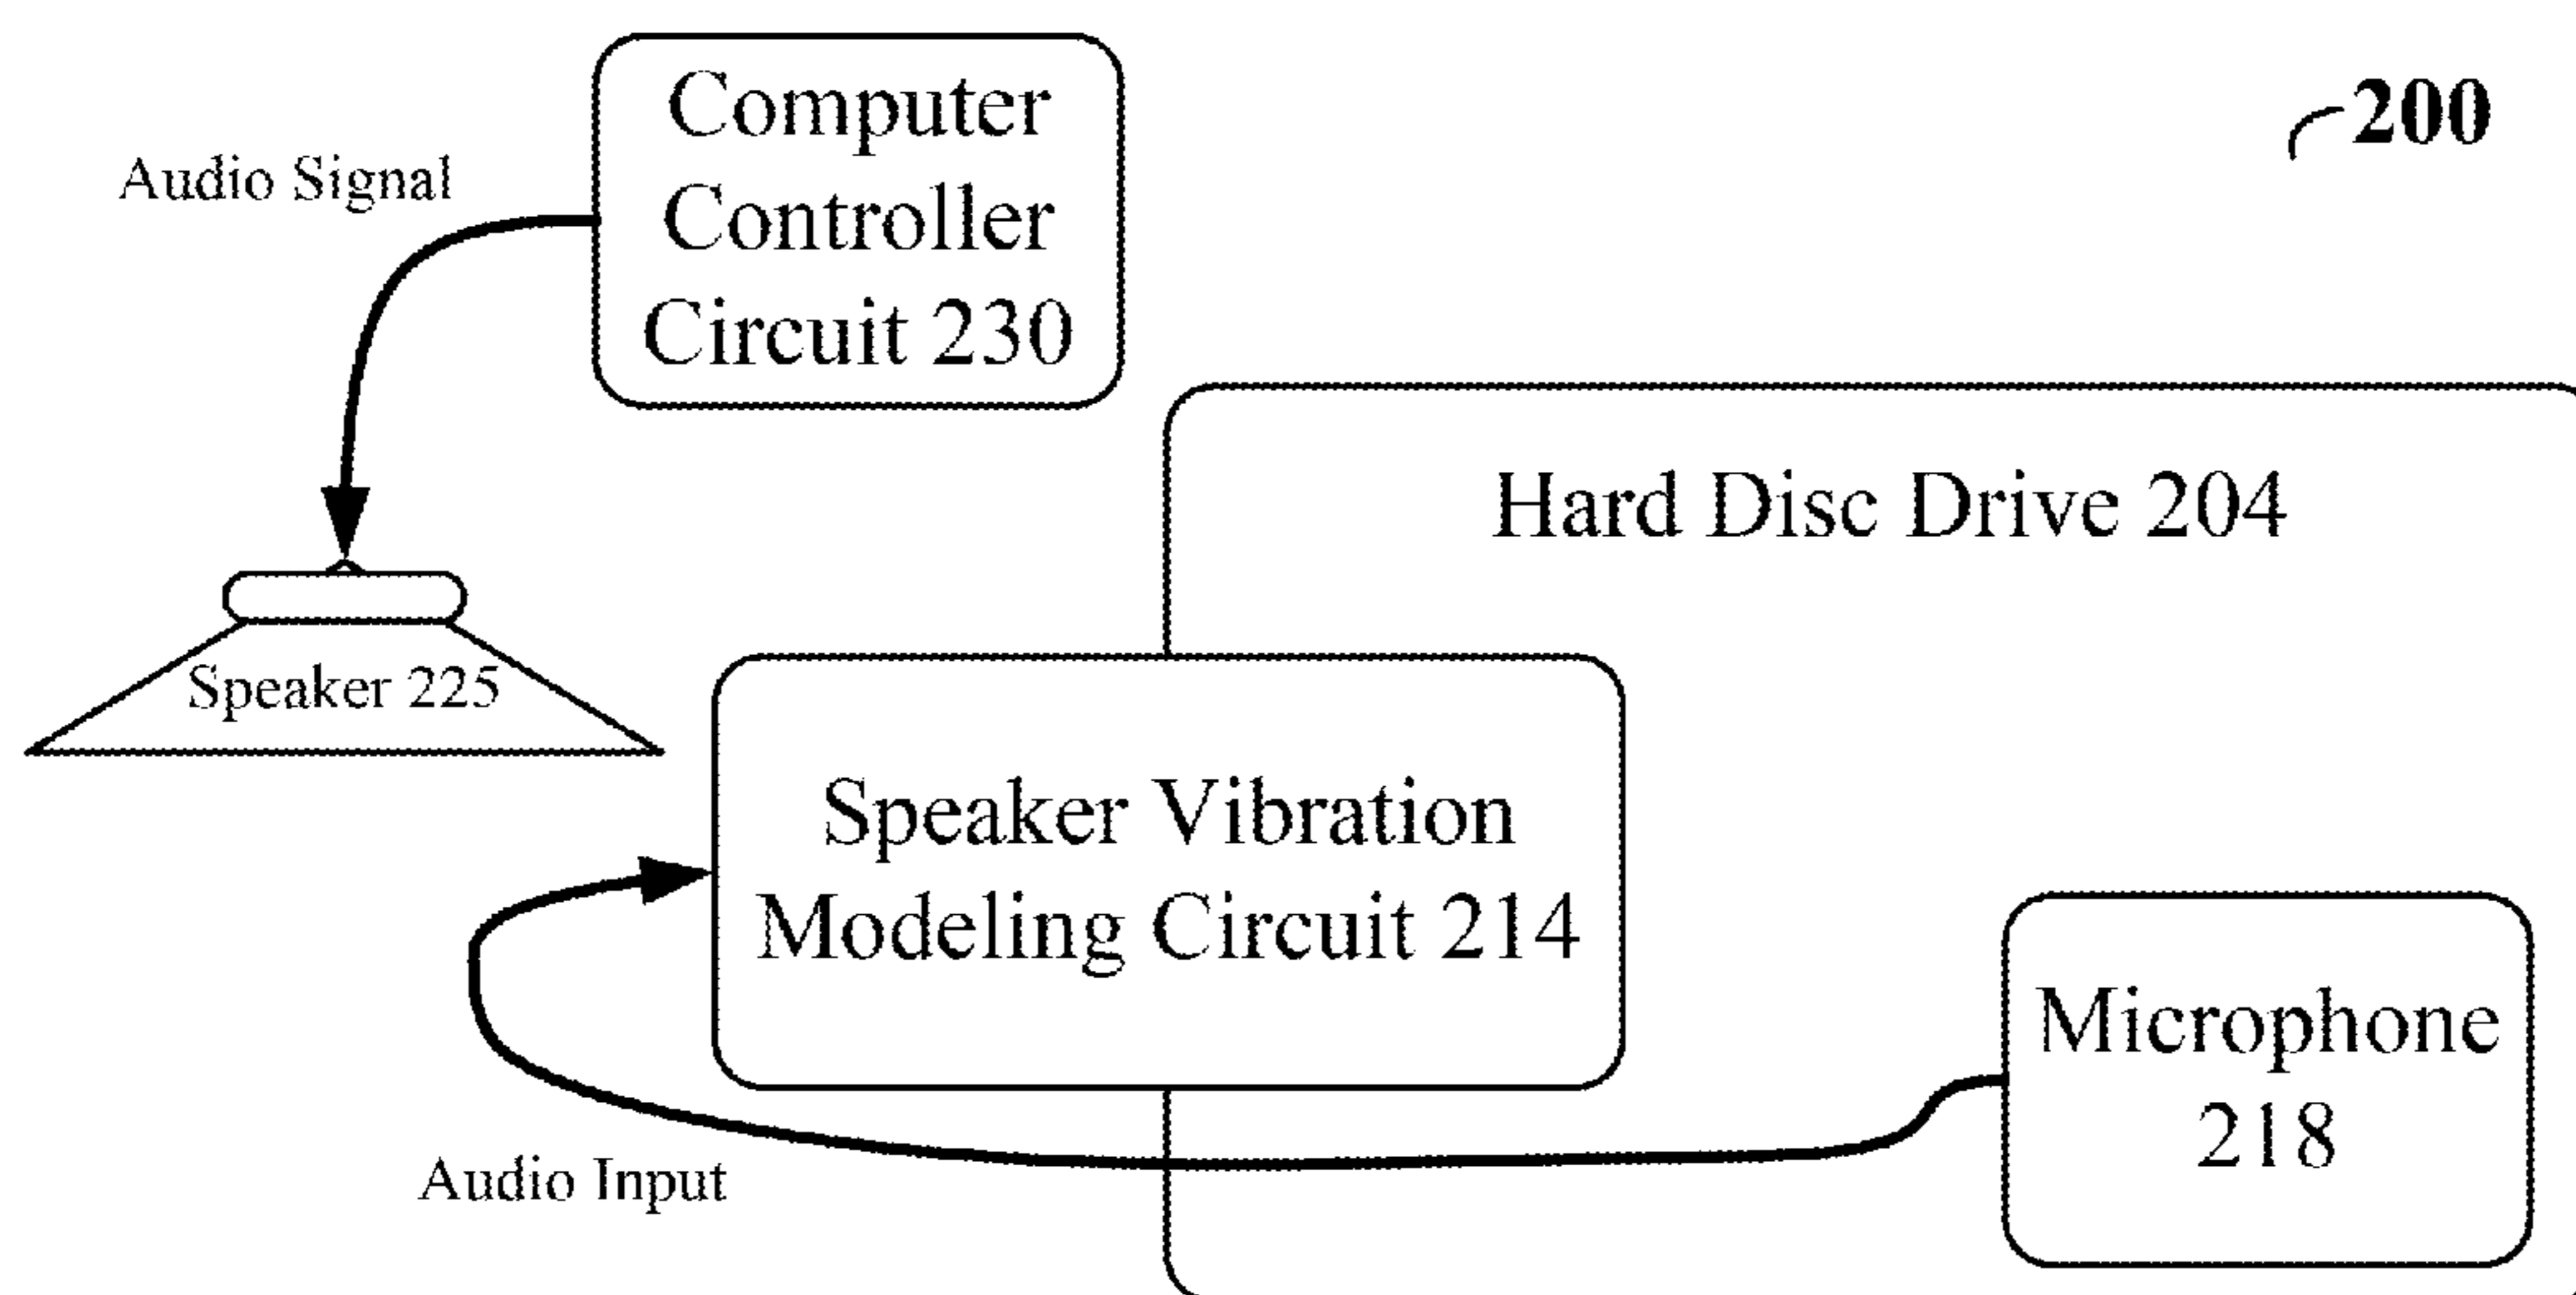 Computer
Controller
Circuit 230
200
Audio Signal
Hard Disc Drive 204
Speaker 225
Speaker Vibration
Modeling Circuit 214
Microphone
218
Audio Input